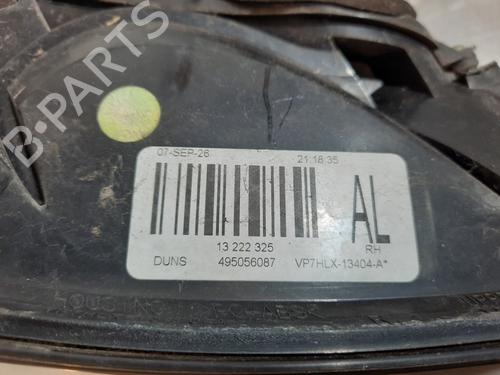 B-PARTS
07-SEP-26 21:18:35
AL
13 222 325 RH
DUNS 495056087 VP7HLX-13404-A*